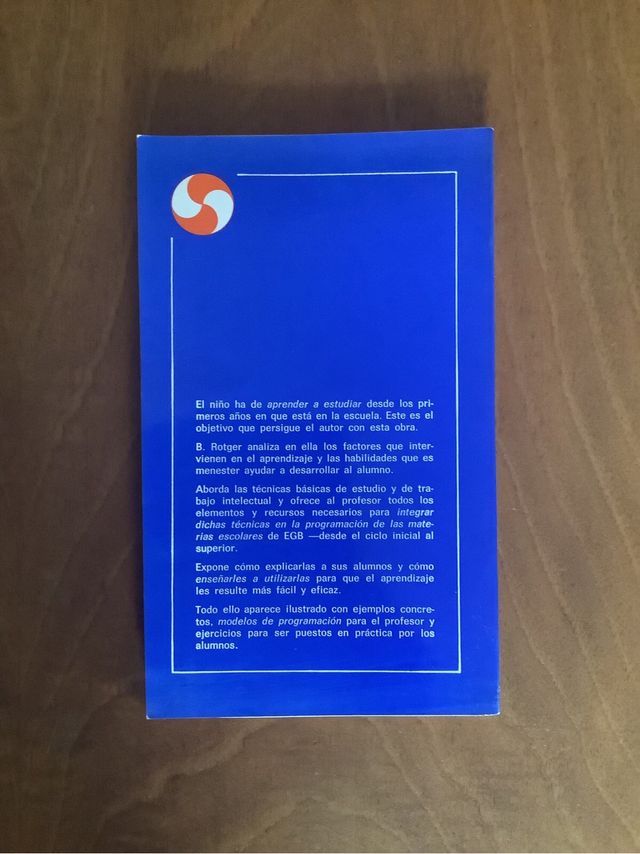 El niño ha de aprender a estudiar desde los pri-
meros años en que está en la escuela. Este es el
objetivo que persigue el autor con esta obra.
B. Rotger analiza en ella los factores que inter-
vienen en el aprendizaje y las habilidades que es
menester ayudar a desarrollar al alumno.
Aborda las técnicas básicas de estudio y de tra-
bajo intelectual y ofrece al profesor todos los
elementos y recursos necesarios para integrar
dichas técnicas en la programación de las mate-
rias escolares de EGB —desde el ciclo inicial al
superior.
Expone cómo explicarlas a sus alumnos y cómo
enseñarles a utilizarlas para que el aprendizaje
les resulte más fácil y eficaz.
Todo ello aparece ilustrado con ejemplos concre-
tos, modelos de programación para el profesor y
ejercicios para ser puestos en práctica por los
alumnos.